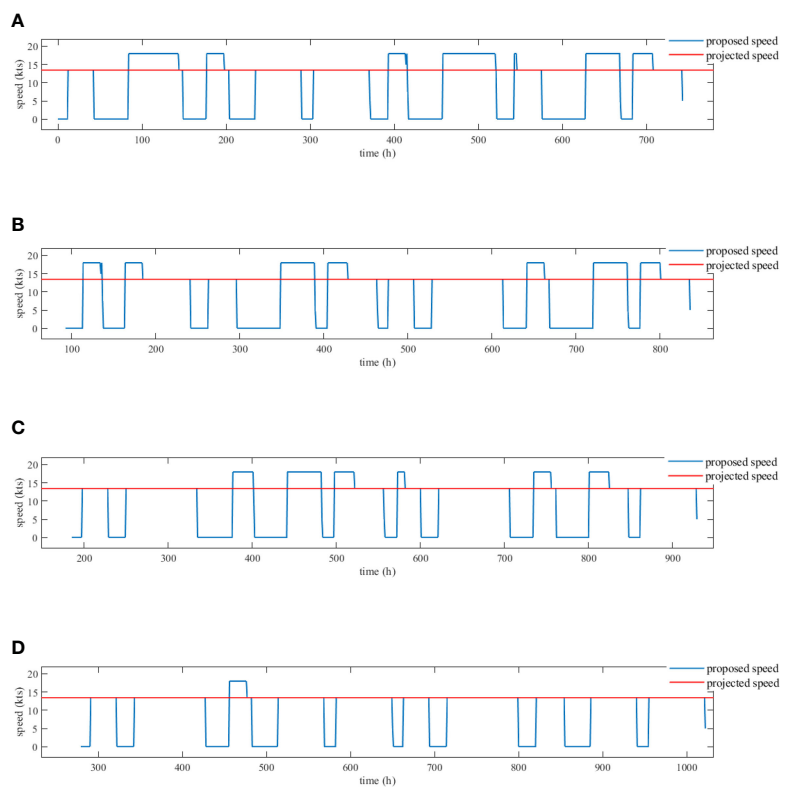 A
proposed speed
projected speed
20
15
10
5
0
speed (kts)
0 100 200 300 400 500 600 700
time (h)
B
proposed speed
projected speed
20
15
10
5
0
speed (kts)
100 200 300 400 500 600 700 800
time (h)
C
proposed speed
projected speed
20
15
10
5
0
speed (kts)
200 300 400 500 600 700 800 900
time (h)
D
proposed speed
projected speed
20
15
10
5
0
speed (kts)
300 400 500 600 700 800 900 1000
time (h)